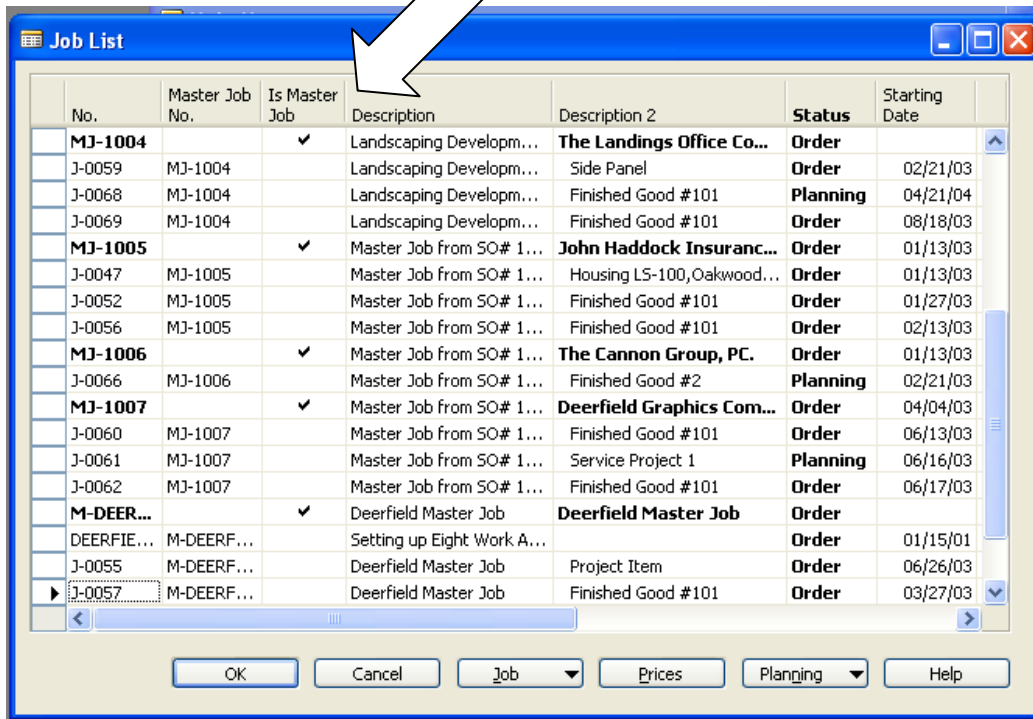 Job List
No. Master Job No. Is Master Job Description Description 2 Status Starting Date
MJ-1004 ✔ Landscaping Developm... The Landings Office Co... Order
J-0059 MJ-1004 Landscaping Developm... Side Panel Order 02/21/03
J-0068 MJ-1004 Landscaping Developm... Finished Good #101 Planning 04/21/04
J-0069 MJ-1004 Landscaping Developm... Finished Good #101 Order 08/18/03
MJ-1005 ✔ Master Job from SO# 1... John Haddock Insuranc... Order 01/13/03
J-0047 MJ-1005 Master Job from SO# 1... Housing LS-100,Oakwood... Order 01/13/03
J-0052 MJ-1005 Master Job from SO# 1... Finished Good #101 Order 01/27/03
J-0056 MJ-1005 Master Job from SO# 1... Finished Good #101 Order 02/13/03
MJ-1006 ✔ Master Job from SO# 1... The Cannon Group, PC. Order 01/13/03
J-0066 MJ-1006 Master Job from SO# 1... Finished Good #2 Planning 02/21/03
MJ-1007 ✔ Master Job from SO# 1... Deerfield Graphics Com... Order 04/04/03
J-0060 MJ-1007 Master Job from SO# 1... Finished Good #101 Order 06/13/03
J-0061 MJ-1007 Master Job from SO# 1... Service Project 1 Planning 06/16/03
J-0062 MJ-1007 Master Job from SO# 1... Finished Good #101 Order 06/17/03
M-DEER... ✔ Deerfield Master Job Deerfield Master Job Order
DEERFIE... M-DEERF... Setting up Eight Work A... Order 01/15/01
J-0055 M-DEERF... Deerfield Master Job Project Item Order 06/26/03
J-0057 M-DEERF... Deerfield Master Job Finished Good #101 Order 03/27/03
OK Cancel Job Prices Planning Help